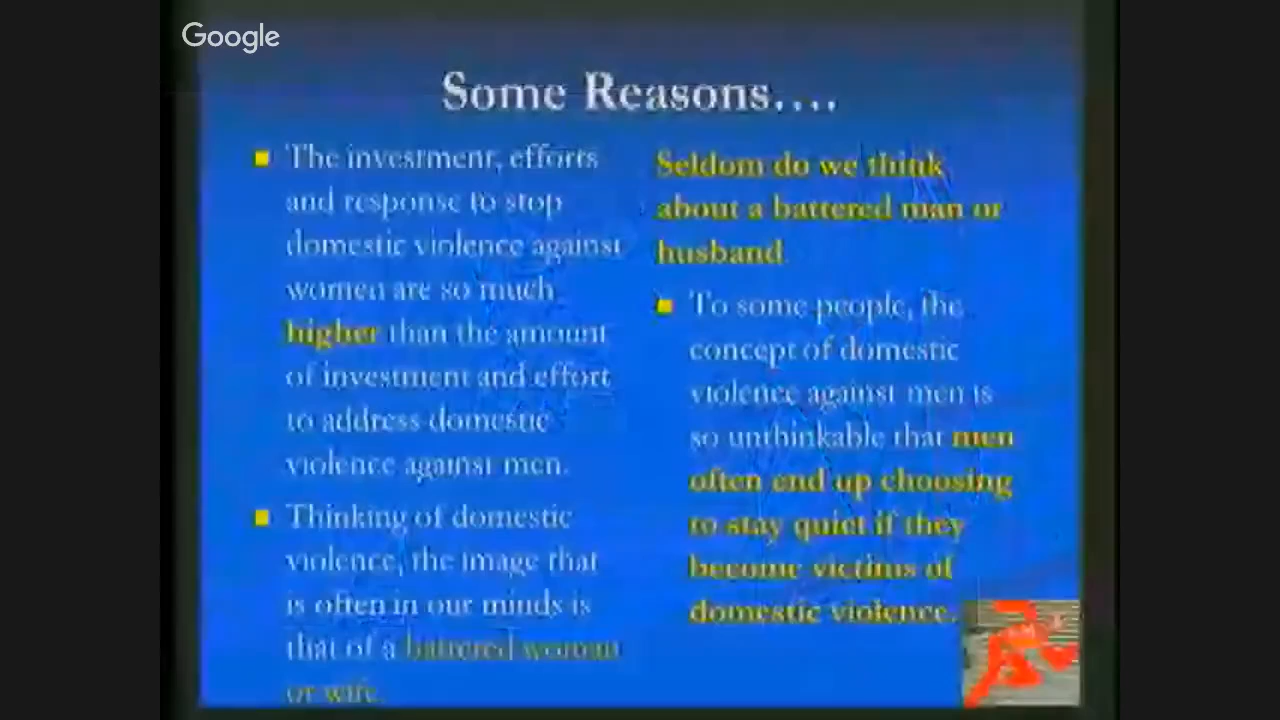 Google
Some Reasons....
The investment, efforts
and response to stop
domestic violence against
women are so much
higher than the amount
of investment and effort
to address domestic
violence against men.
Thinking of domestic
violence, the image that
is often in our minds is
that of a battered woman
or wife.
Seldom do we think
about a battered man or
husband
To some people, the
concept of domestic
violence against men is
so unthinkable that men
often end up choosing
to stay quiet if they
become victims of
domestic violence.